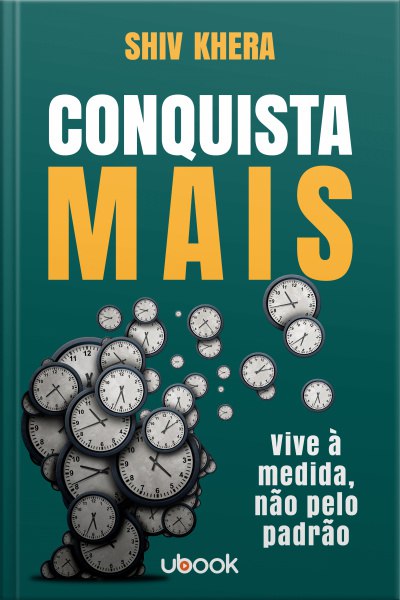 SHIV KHERA
CONQUISTA
MAIS
Vive à
medida,
não pelo
padrão
ubook